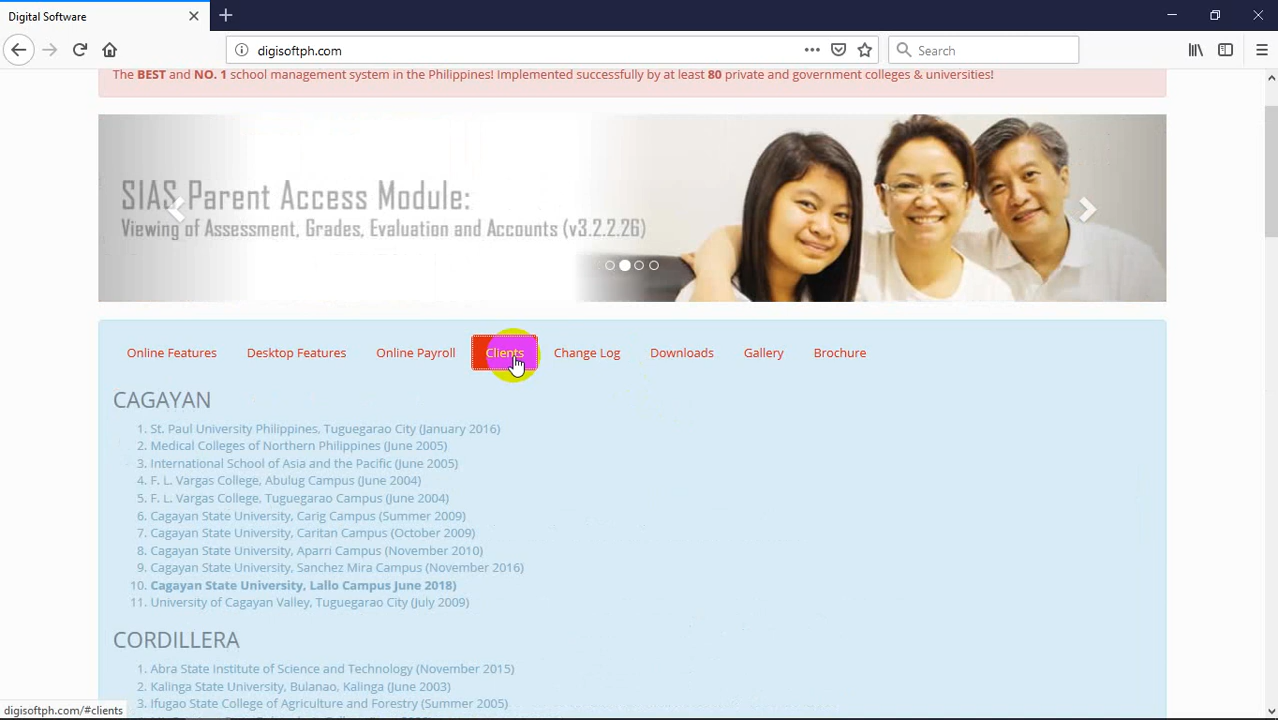 Digital Software
digisoftph.com
Search
The BEST and NO. 1 school management system in the Philippines! Implemented successfully by at least 80 private and government colleges & universities!
SIAS Parent Access Module:
Viewing of Assessment, Grades, Evaluation and Accounts (v3.2.2.26)
Online Features Desktop Features Online Payroll Clients Change Log Downloads Gallery Brochure
CAGAYAN
1. St. Paul University Philippines, Tuguegarao City (January 2016)
2. Medical Colleges of Northern Philippines (June 2005)
3. International School of Asia and the Pacific (June 2005)
4. F. L. Vargas College, Abulug Campus (June 2004)
5. F. L. Vargas College, Tuguegarao Campus (June 2004)
6. Cagayan State University, Carig Campus (Summer 2009)
7. Cagayan State University, Caritan Campus (October 2009)
8. Cagayan State University, Aparri Campus (November 2010)
9. Cagayan State University, Sanchez Mira Campus (November 2016)
10. Cagayan State University, Lallo Campus June 2018)
11. University of Cagayan Valley, Tuguegarao City (July 2009)
CORDILLERA
1. Abra State Institute of Science and Technology (November 2015)
2. Kalinga State University, Bulanao, Kalinga (June 2003)
3. Ifugao State College of Agriculture and Forestry (Summer 2005)
digisoftph.com/#clients